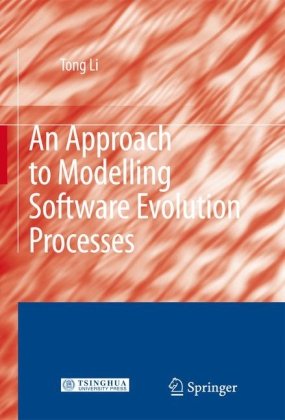 Tong Li
An Approach
to Modelling
Software Evolution
Processes
TSINGHUA
UNIVERSITY PRESS
Springer